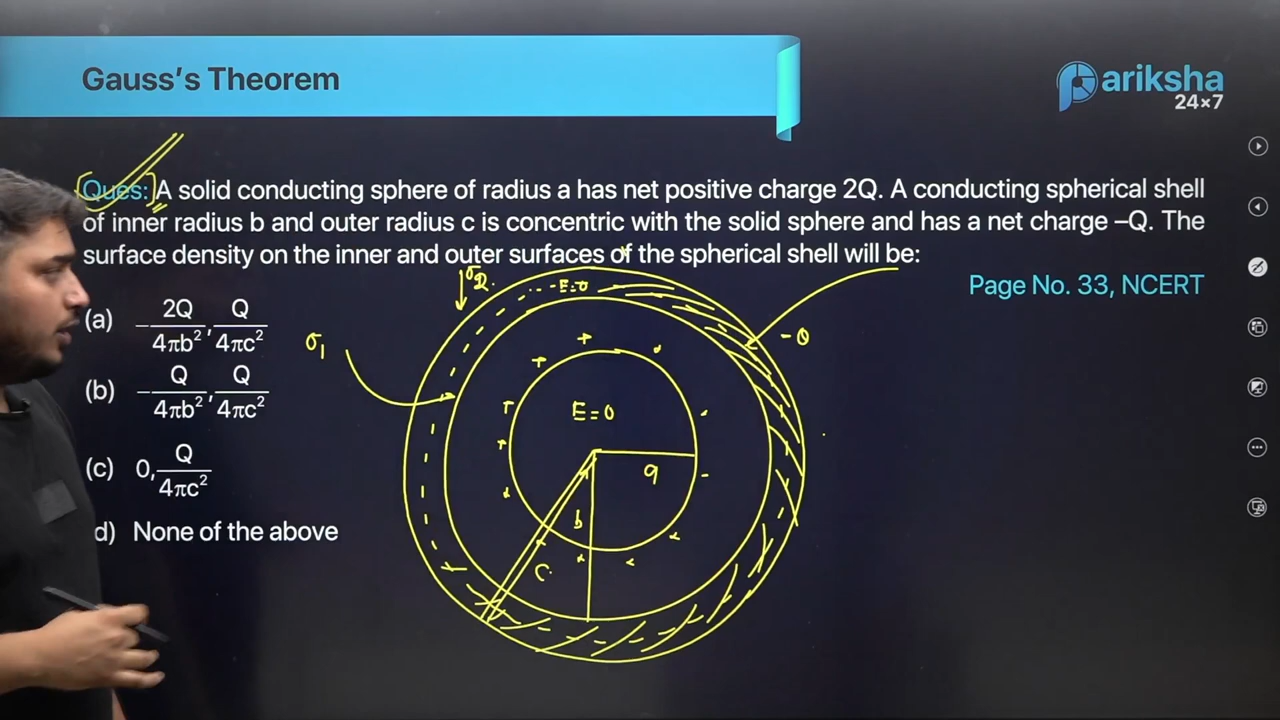 Gauss's Theorem
Pariksha
24×7
Ques: A solid conducting sphere of radius a has net positive charge 2Q. A conducting spherical shell
of inner radius b and outer radius c is concentric with the solid sphere and has a net charge –Q. The
surface density on the inner and outer surfaces of the spherical shell will be:
Page No. 33, NCERT
(a) -2Q/4πb², Q/4πc²
(b) -Q/4πb², Q/4πc²
(c) 0, Q/4πc²
d) None of the above
σ2
E=0
σ1
-Q
E=0
a
b
c